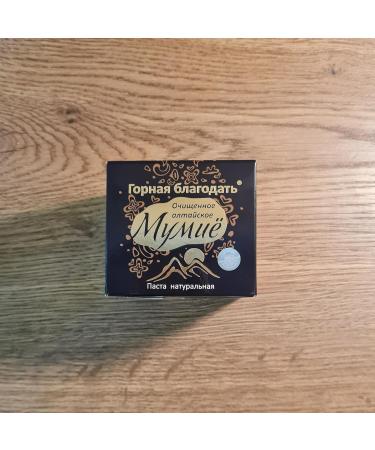 Горная благодать®
Очищенное
алтайское
Мумиё
Паста натуральная